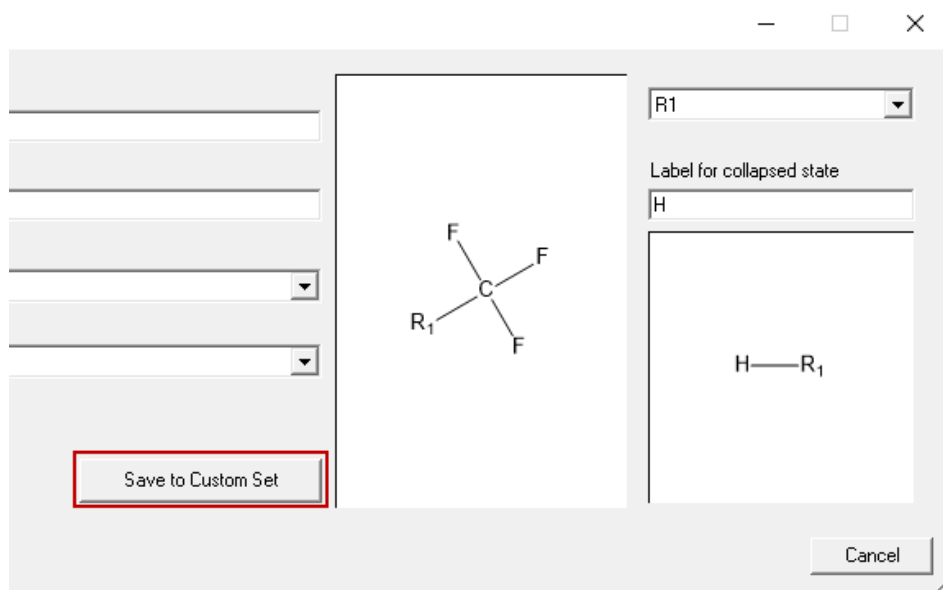 R1
Label for collapsed state
H
F
F
C
R1
F
H R1
Save to Custom Set
Cancel